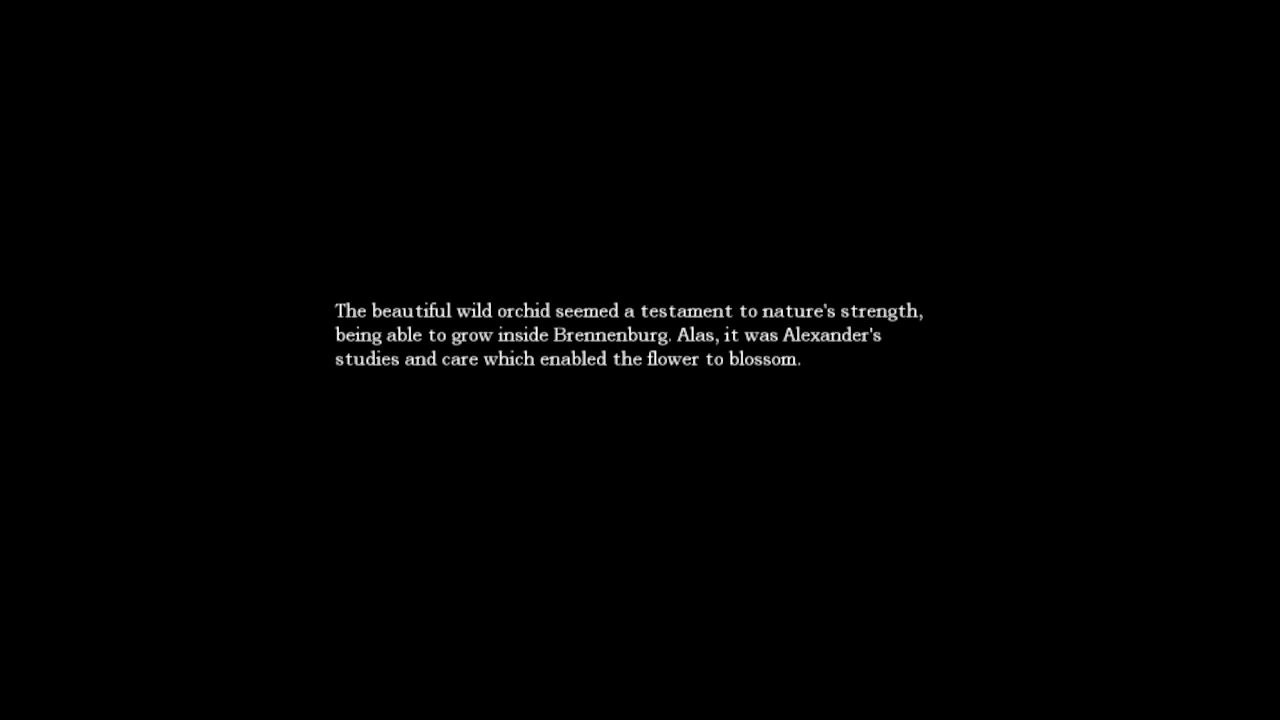 The beautiful wild orchid seemed a testament to nature's strength,
being able to grow inside Brennenburg. Alas, it was Alexander's
studies and care which enabled the flower to blossom.